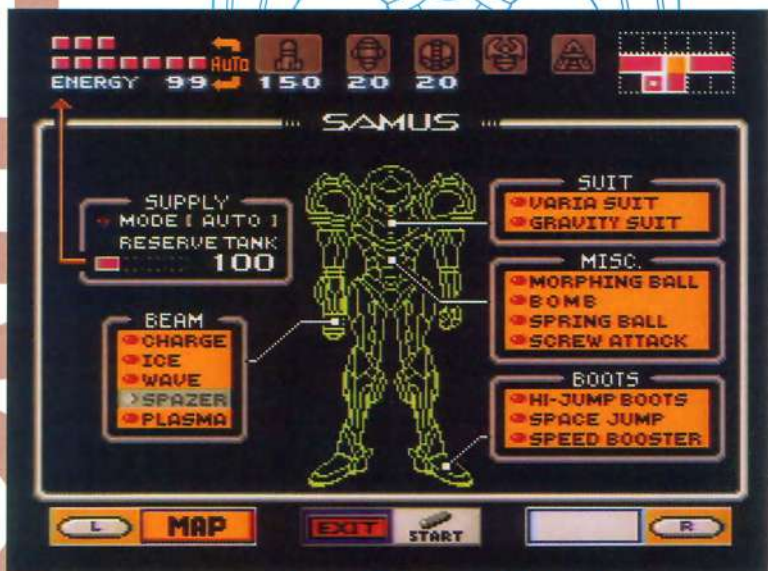 AUTO
ENERGY 99 150 20 20
SAMUS
SUPPLY
MODE [ AUTO ]
RESERVE TANK
100
BEAM
CHARGE
ICE
WAVE
SPAZER
PLASMA
SUIT
VARIA SUIT
GRAVITY SUIT
MISC.
MORPHING BALL
BOMB
SPRING BALL
SCREW ATTACK
BOOTS
HI-JUMP BOOTS
SPACE JUMP
SPEED BOOSTER
L MAP EXIT START R